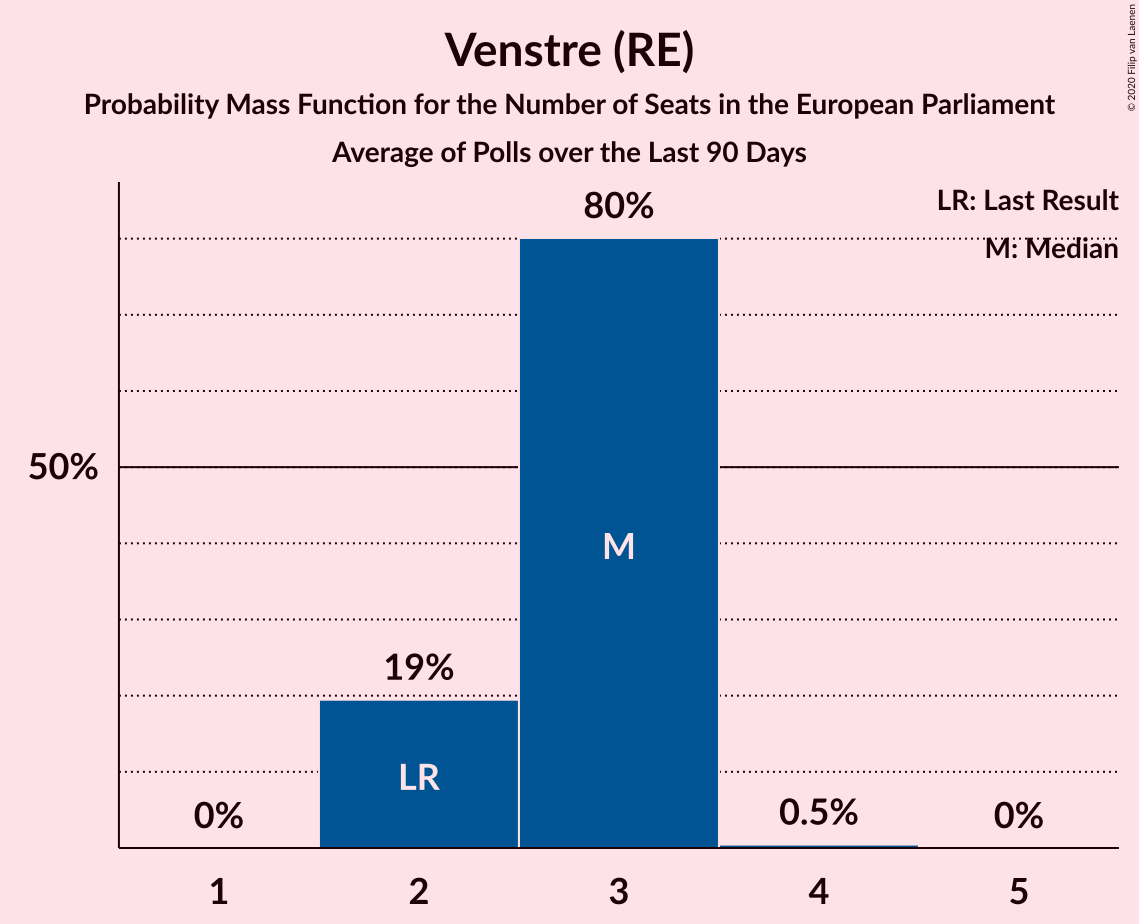 Venstre (RE)
Probability Mass Function for the Number of Seats in the European Parliament
Average of Polls over the Last 90 Days
© 2020 Filip van Laenen
LR: Last Result
M: Median
80%
50%
M
19%
LR
0%
0.5%
0%
1 2 3 4 5